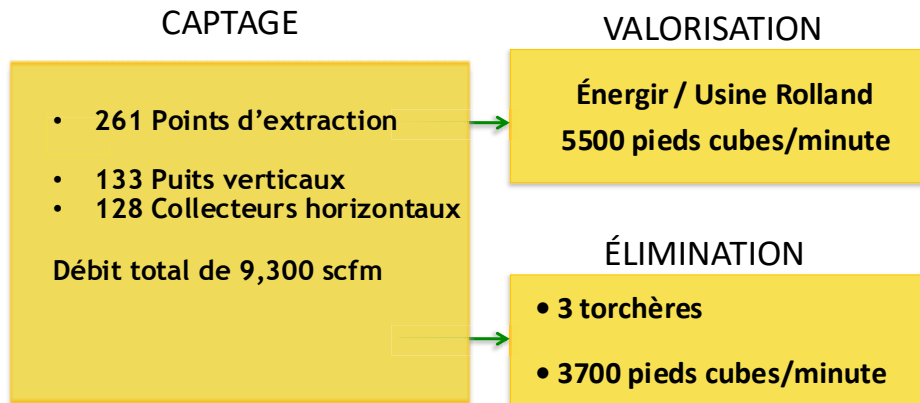 CAPTAGE
• 261 Points d’extraction
• 133 Puits verticaux
• 128 Collecteurs horizontaux
Débit total de 9,300 scfm
VALORISATION
Énergir / Usine Rolland
5500 pieds cubes/minute
ÉLIMINATION
• 3 torchères
• 3700 pieds cubes/minute